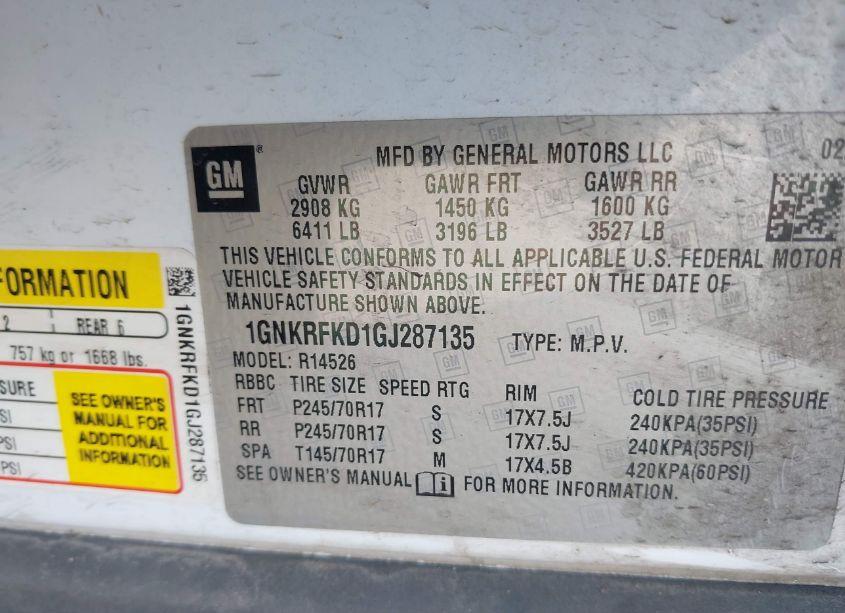 GM
MFD BY GENERAL MOTORS LLC 02
GVWR GAWR FRT GAWR RR
2908 KG 1450 KG 1600 KG
6411 LB 3196 LB 3527 LB
THIS VEHICLE CONFORMS TO ALL APPLICABLE U.S. FEDERAL MOTOR
VEHICLE SAFETY STANDARDS IN EFFECT ON THE DATE OF
MANUFACTURE SHOWN ABOVE.
1GNKRFKD1GJ287135 TYPE: M.P.V.
MODEL: R14526
RBBC TIRE SIZE SPEED RTG RIM COLD TIRE PRESSURE
FRT P245/70R17 S 17X7.5J 240KPA(35PSI)
RR P245/70R17 S 17X7.5J 240KPA(35PSI)
SPA T145/70R17 M 17X4.5B 420KPA(60PSI)
SEE OWNER'S MANUAL i FOR MORE INFORMATION.
FORMATION
2 REAR 6
757 kg or 1668 lbs.
SURE
SI
PSI
PSI
SEE OWNER'S
MANUAL FOR
ADDITIONAL
INFORMATION
1GNKRFKD1GJ287135